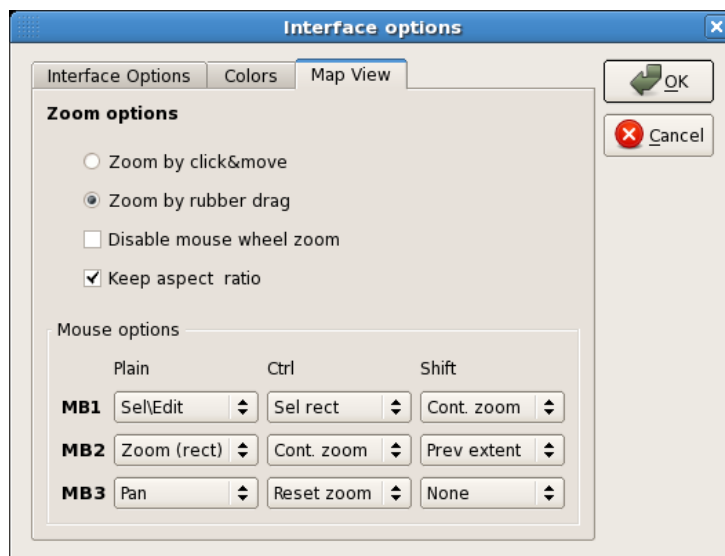 Interface options
Interface Options Colors Map View
OK
Cancel
Zoom options
Zoom by click&move
Zoom by rubber drag
Disable mouse wheel zoom
Keep aspect ratio
Mouse options
Plain Ctrl Shift
MB1 Sel\Edit Sel rect Cont. zoom
MB2 Zoom (rect) Cont. zoom Prev extent
MB3 Pan Reset zoom None